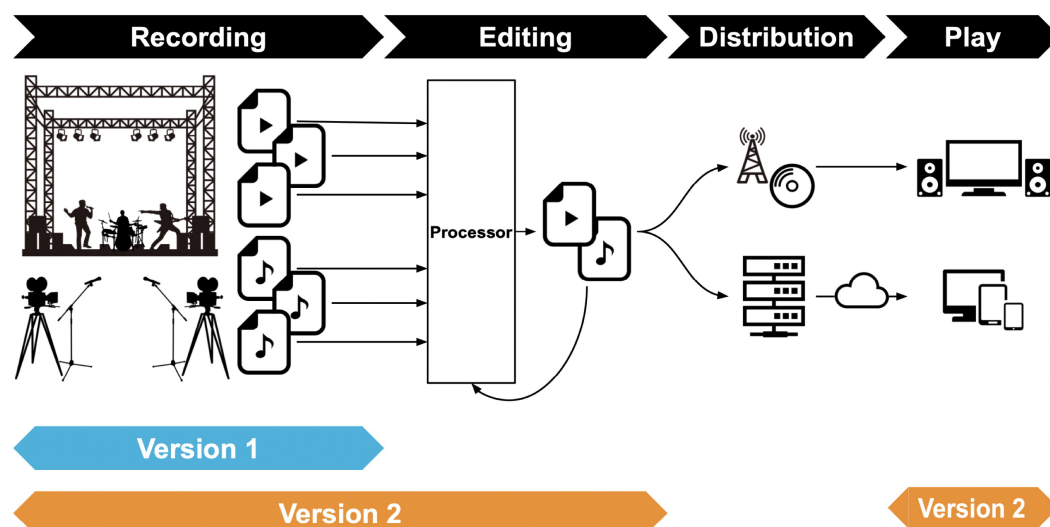 Recording
Editing
Distribution
Play
Processor
Version 1
Version 2
Version 2